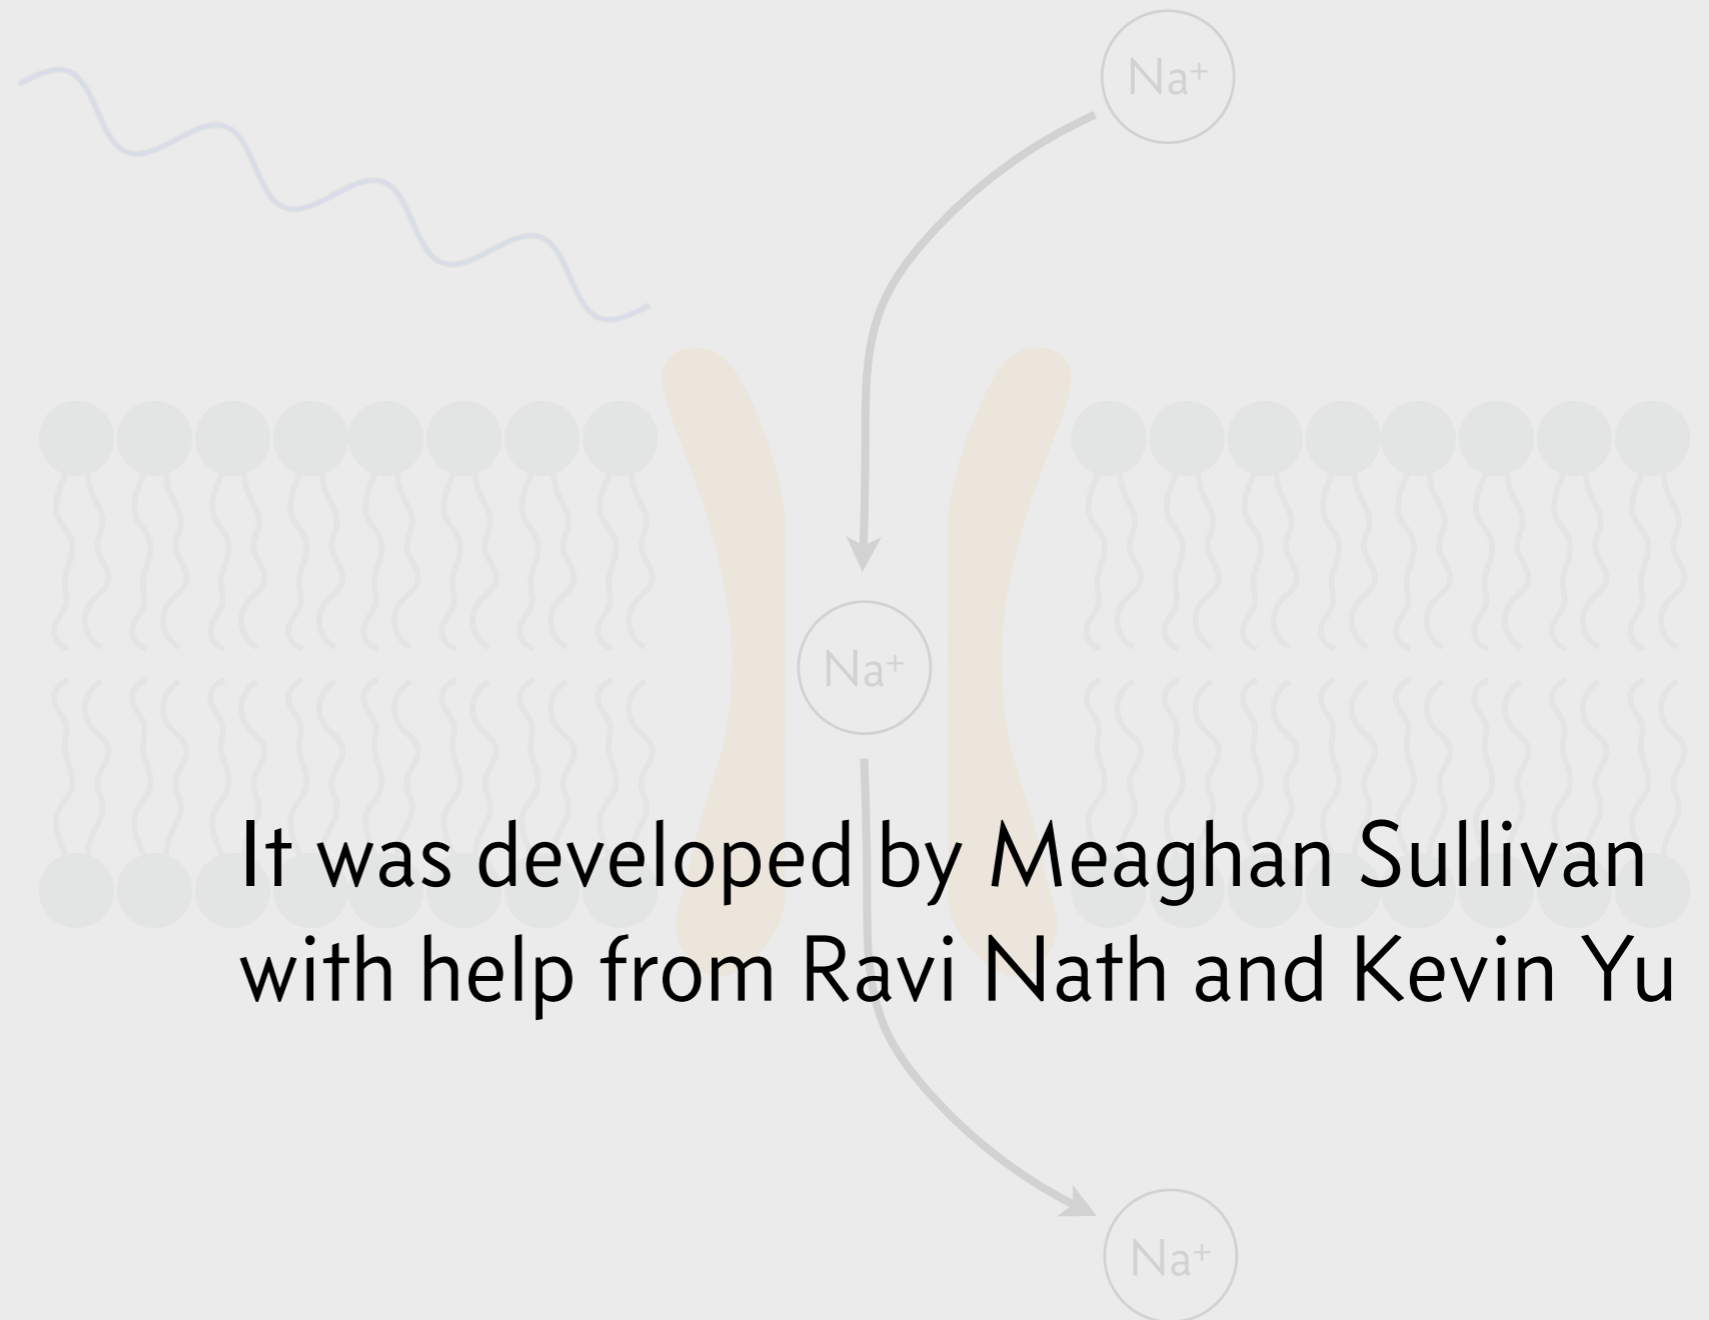 Na⁺
Na⁺
It was developed by Meaghan Sullivan
with help from Ravi Nath and Kevin Yu
Na⁺